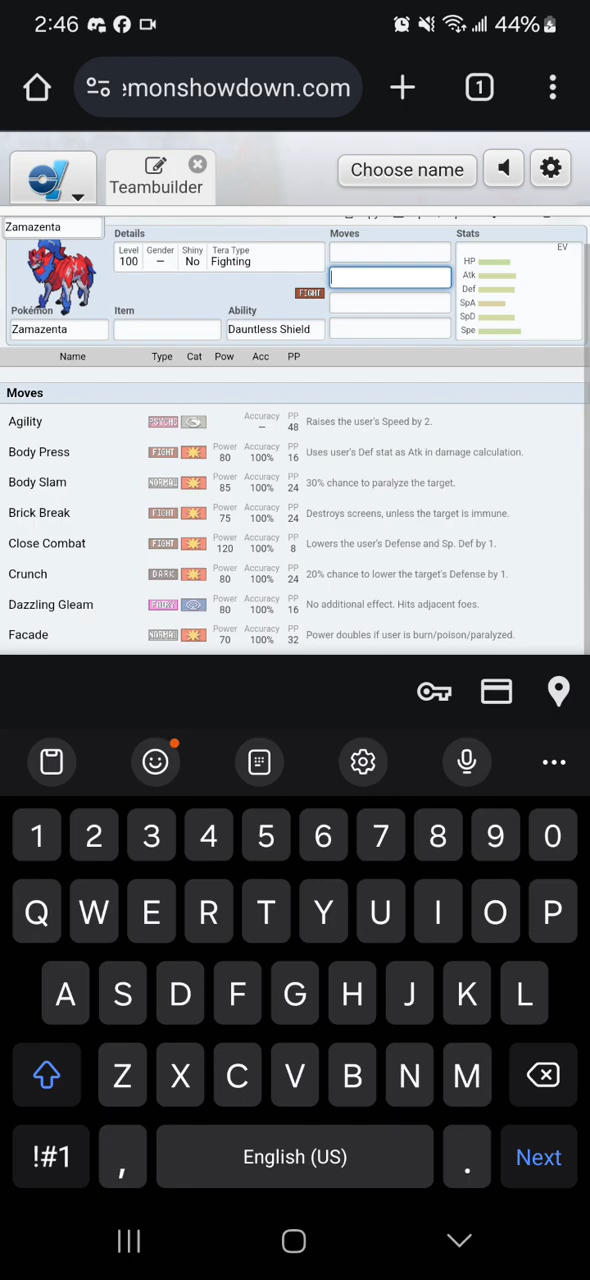 2:46 44%
:emonshowdown.com 1
Teambuilder Choose name
Zamazenta Details Moves Stats
Level Gender Shiny Tera Type EV
100 – No Fighting HP
Atk
FIGHT Def
SpA
Pokémon Item Ability SpD
Zamazenta Dauntless Shield Spe
Name Type Cat Pow Acc PP
Moves
Agility PSYCHC Accuracy — PP 48 Raises the user's Speed by 2.
Body Press FIGHT Power 80 Accuracy 100% PP 16 Uses user's Def stat as Atk in damage calculation.
Body Slam NORMAL Power 85 Accuracy 100% PP 24 30% chance to paralyze the target.
Brick Break FIGHT Power 75 Accuracy 100% PP 24 Destroys screens, unless the target is immune.
Close Combat FIGHT Power 120 Accuracy 100% PP 8 Lowers the user's Defense and Sp. Def by 1.
Crunch DARK Power 80 Accuracy 100% PP 24 20% chance to lower the target's Defense by 1.
Dazzling Gleam FAIRY Power 80 Accuracy 100% PP 16 No additional effect. Hits adjacent foes.
Facade NORMAL Power 70 Accuracy 100% PP 32 Power doubles if user is burn/poison/paralyzed.
1 2 3 4 5 6 7 8 9 0
Q W E R T Y U I O P
A S D F G H J K L
Z X C V B N M
!#1 , English (US) . Next